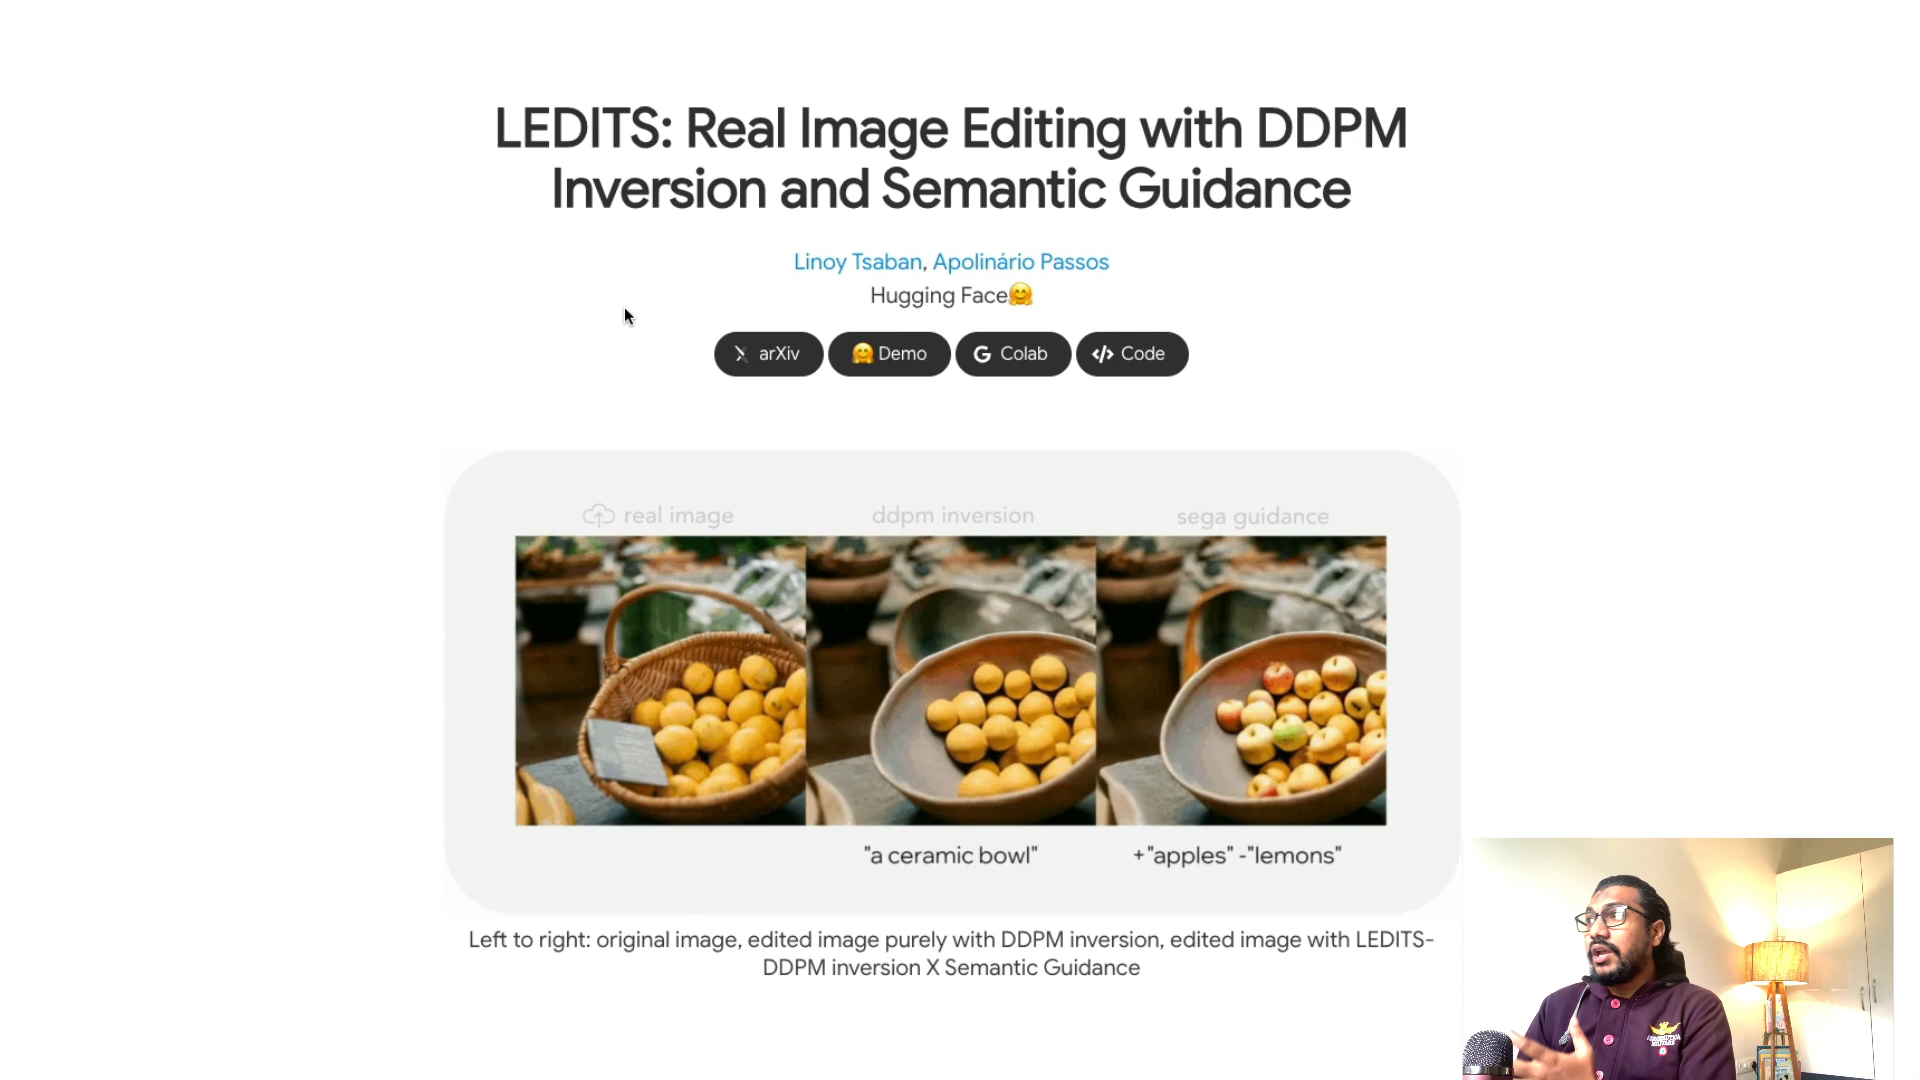 LEDITS: Real Image Editing with DDPM
Inversion and Semantic Guidance
Linoy Tsaban, Apolinário Passos
Hugging Face🤗
arXiv
🤗 Demo
Colab
</> Code
real image
ddpm inversion
sega guidance
"a ceramic bowl"
+"apples" -"lemons"
Left to right: original image, edited image purely with DDPM inversion, edited image with LEDITS-
DDPM inversion X Semantic Guidance